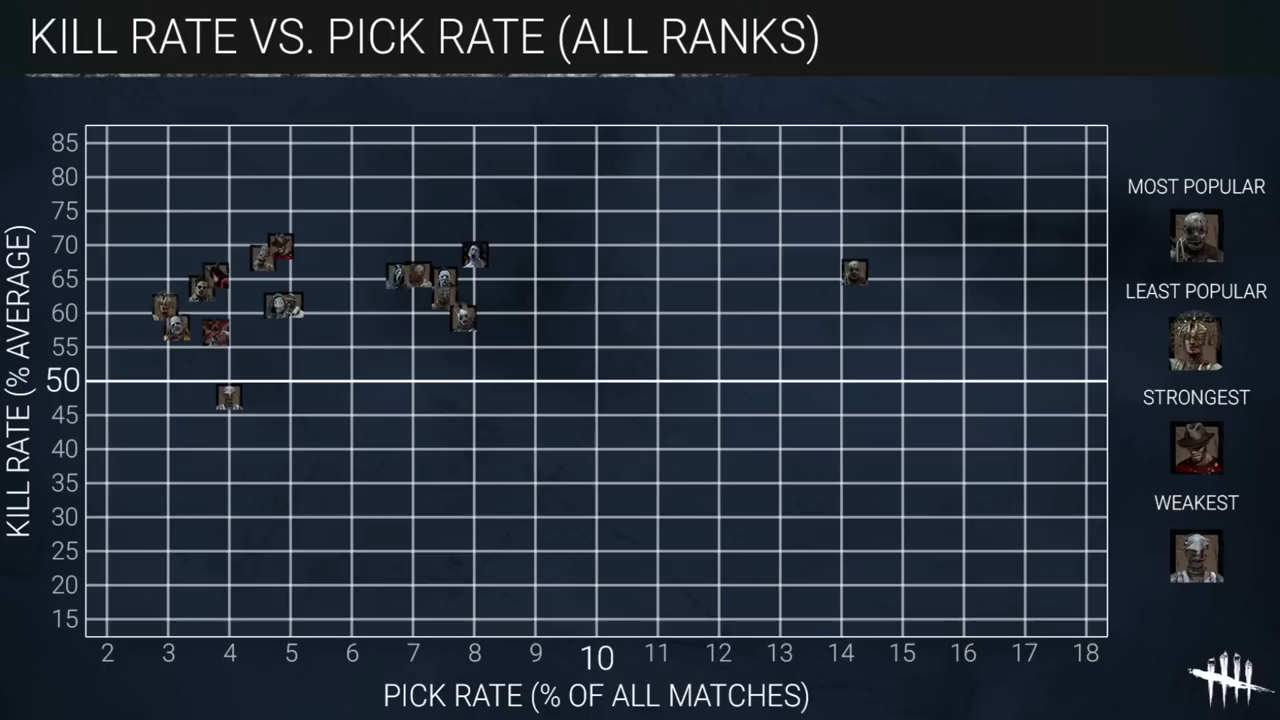 KILL RATE VS. PICK RATE (ALL RANKS)
KILL RATE (% AVERAGE)
85
80
75
70
65
60
55
50
45
40
35
30
25
20
15
2 3 4 5 6 7 8 9 10 11 12 13 14 15 16 17 18
PICK RATE (% OF ALL MATCHES)
MOST POPULAR
LEAST POPULAR
STRONGEST
WEAKEST